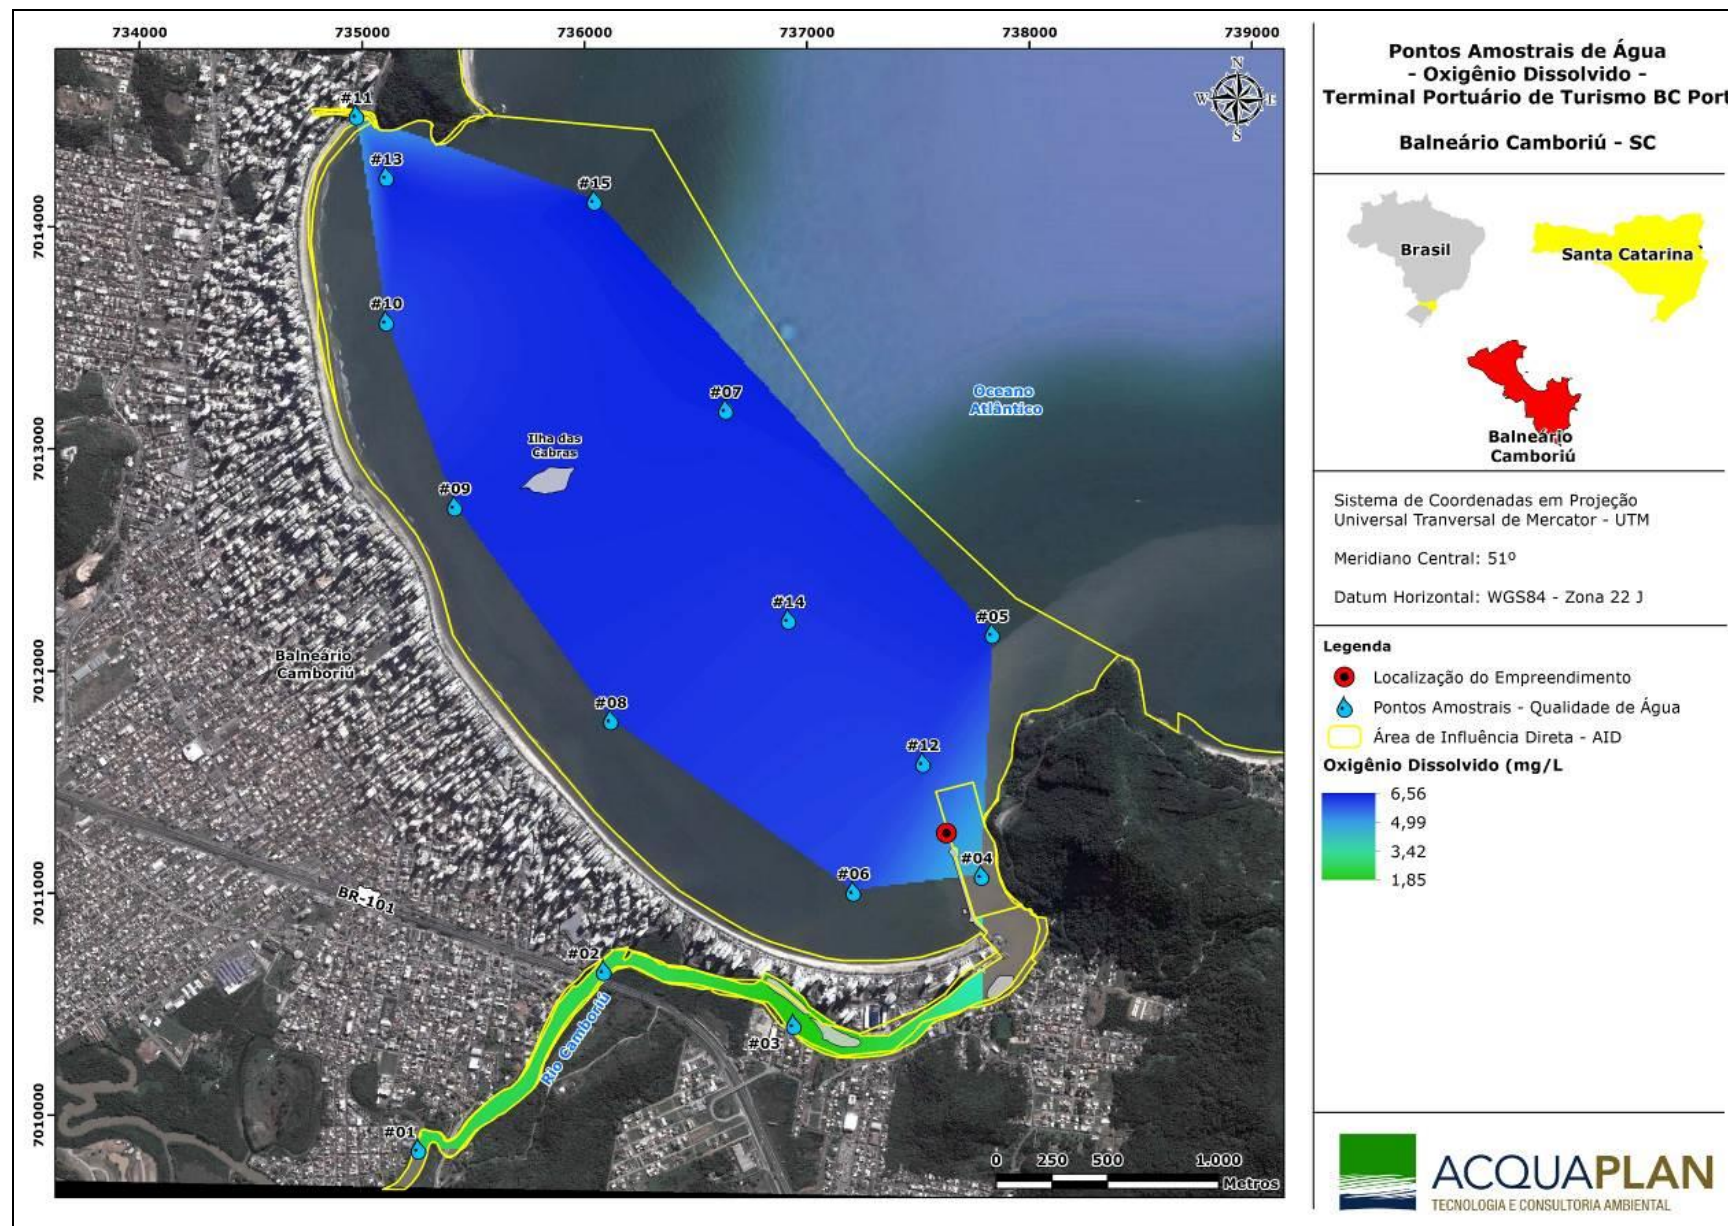 734000
735000
736000
737000
738000
739000
7014000
7013000
7012000
7011000
7010000
N
W
E
S
#11
#13
#15
#10
#07
Oceano
Atlântico
Ilha das
Cabras
#09
#14
#05
Balneário
Camboriú
#08
#12
#04
#06
BR-101
#02
Rio Camboriú
#03
#01
0
250
500
1.000
Metros
Pontos Amostrais de Água
- Oxigênio Dissolvido -
Terminal Portuário de Turismo BC Port
Balneário Camboriú - SC
Brasil
Santa Catarina
Balneário
Camboriú
Sistema de Coordenadas em Projeção
Universal Tranversal de Mercator - UTM
Meridiano Central: 51º
Datum Horizontal: WGS84 - Zona 22 J
Legenda
Localização do Empreendimento
Pontos Amostrais - Qualidade de Água
Área de Influência Direta - AID
Oxigênio Dissolvido (mg/L
6,56
4,99
3,42
1,85
ACQUAPLAN
TECNOLOGIA E CONSULTORIA AMBIENTAL